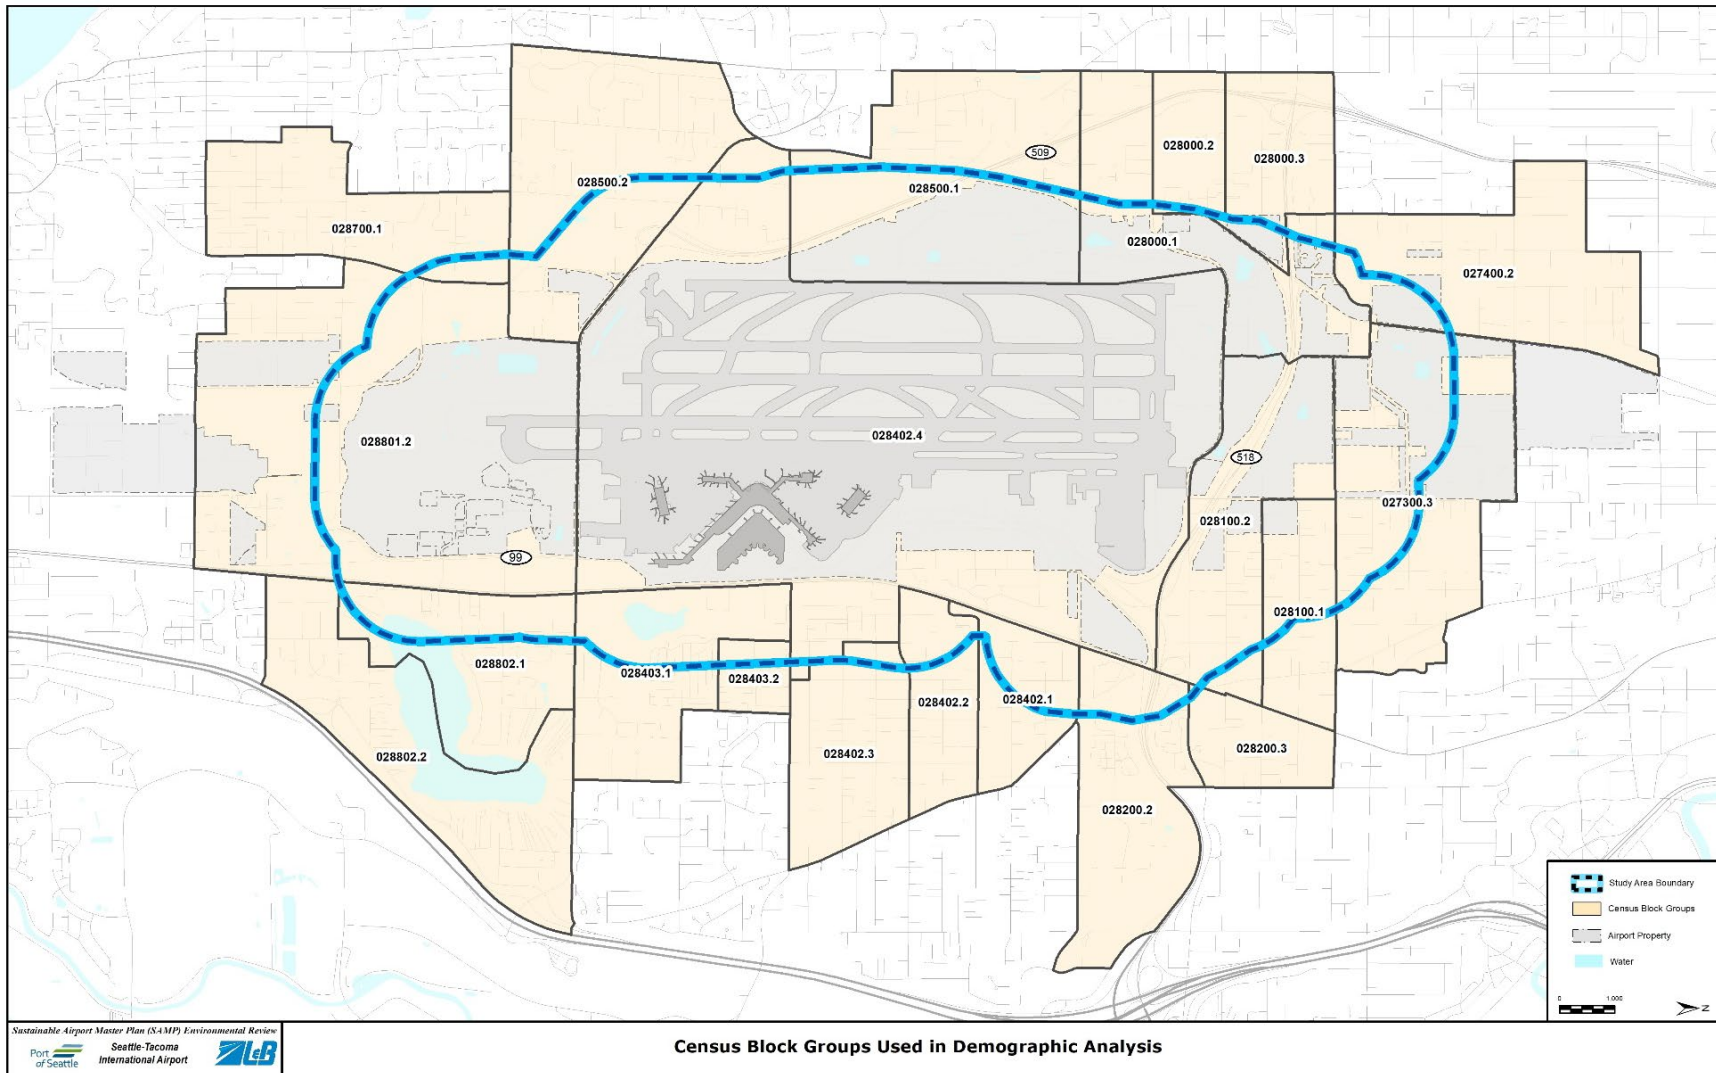 509
028000.2
028000.3
028500.2
028500.1
028700.1
028000.1
027400.2
028801.2
028402.4
518
027300.3
028100.2
99
028100.1
028802.1
028403.1
028403.2
028402.2
028402.1
028802.2
028402.3
028200.3
028200.2
Study Area Boundary
Census Block Groups
Airport Property
Water
0 1,000
N
Sustainable Airport Master Plan (SAMP) Environmental Review
Port
of Seattle
Seattle-Tacoma
International Airport
L&B
Census Block Groups Used in Demographic Analysis